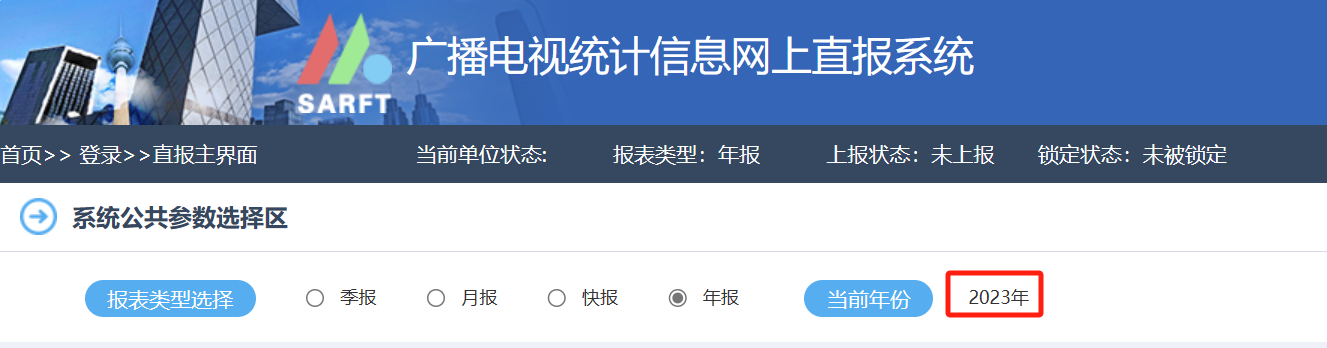 广播电视统计信息网上直报系统
SARFT
首页>> 登录>>直报主界面 当前单位状态: 报表类型：年报 上报状态：未上报 锁定状态：未被锁定
系统公共参数选择区
报表类型选择 季报 月报 快报 年报 当前年份 2023年